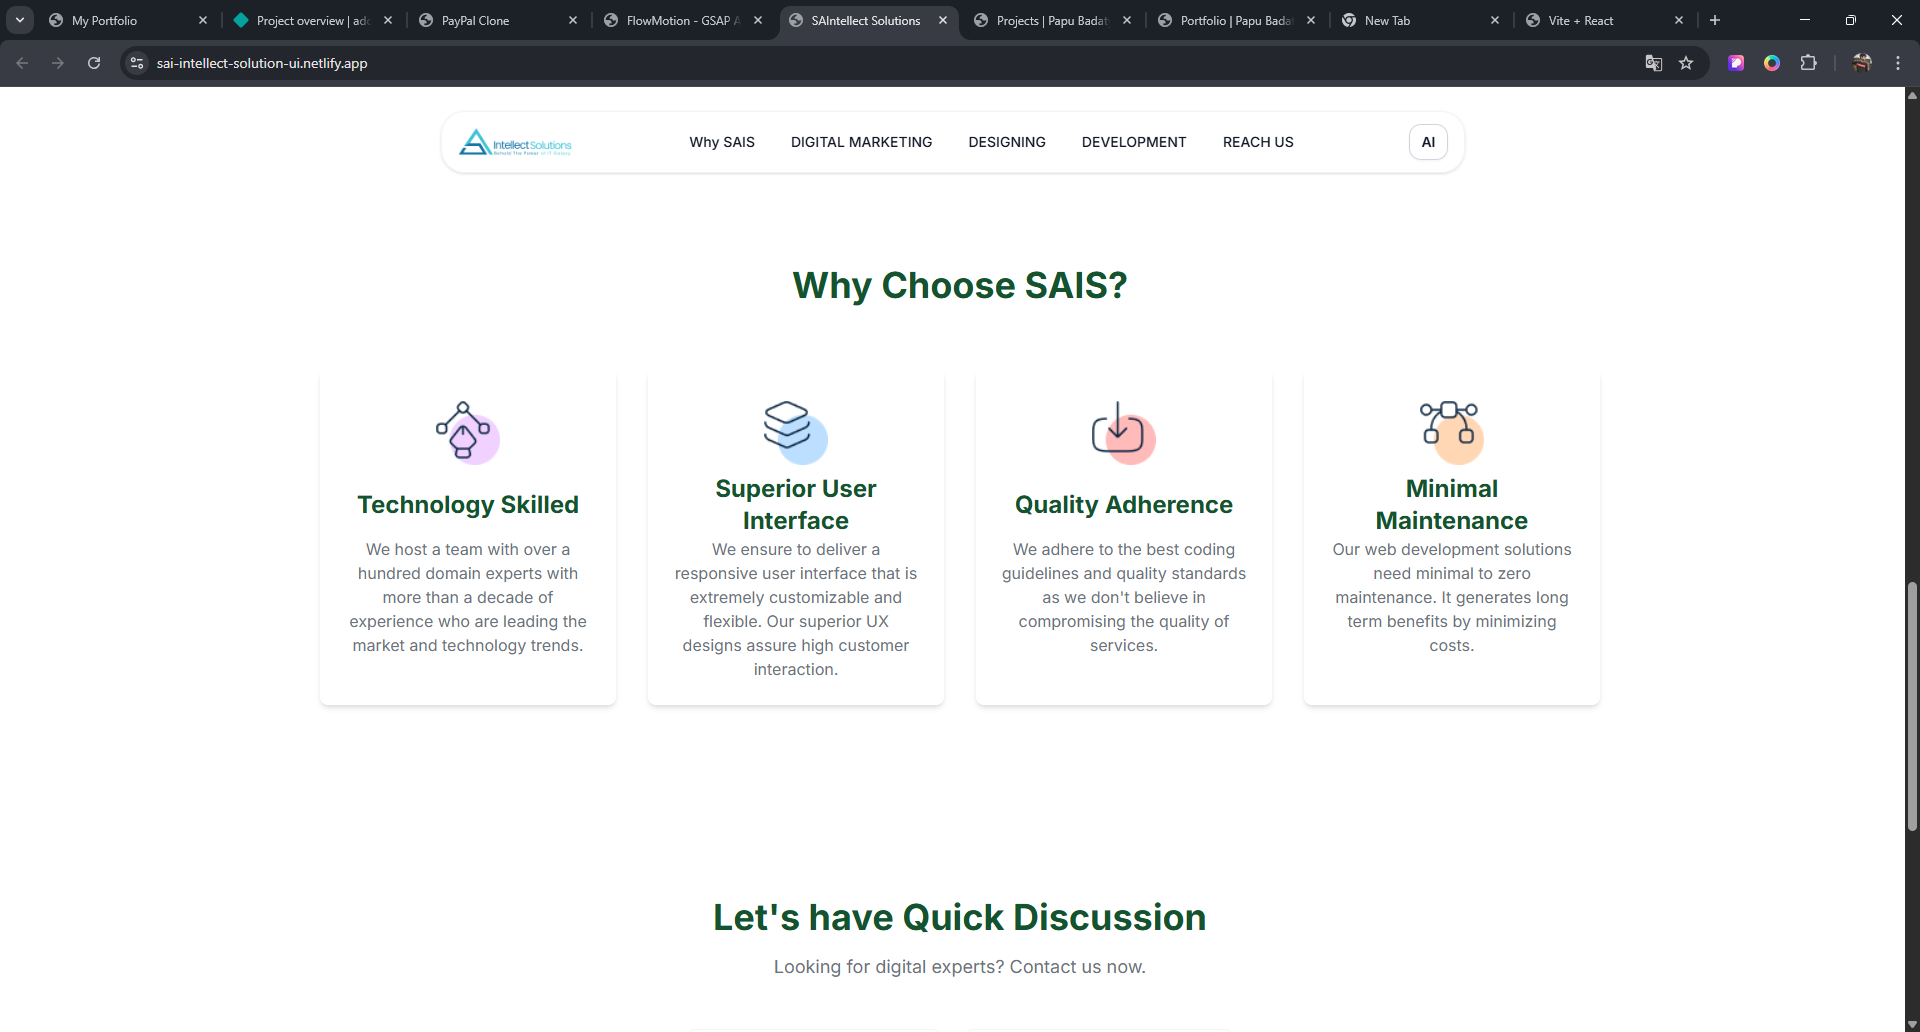 My Portfolio
Project overview | adc
PayPal Clone
FlowMotion - GSAP A
SAIntellect Solutions
Projects | Papu Badat
Portfolio | Papu Badat
New Tab
Vite + React
sai-intellect-solution-ui.netlify.app
Intellect Solutions
Why SAIS
DIGITAL MARKETING
DESIGNING
DEVELOPMENT
REACH US
AI
Why Choose SAIS?
Technology Skilled
We host a team with over a
hundred domain experts with
more than a decade of
experience who are leading the
market and technology trends.
Superior User
Interface
We ensure to deliver a
responsive user interface that is
extremely customizable and
flexible. Our superior UX
designs assure high customer
interaction.
Quality Adherence
We adhere to the best coding
guidelines and quality standards
as we don't believe in
compromising the quality of
services.
Minimal
Maintenance
Our web development solutions
need minimal to zero
maintenance. It generates long
term benefits by minimizing
costs.
Let's have Quick Discussion
Looking for digital experts? Contact us now.